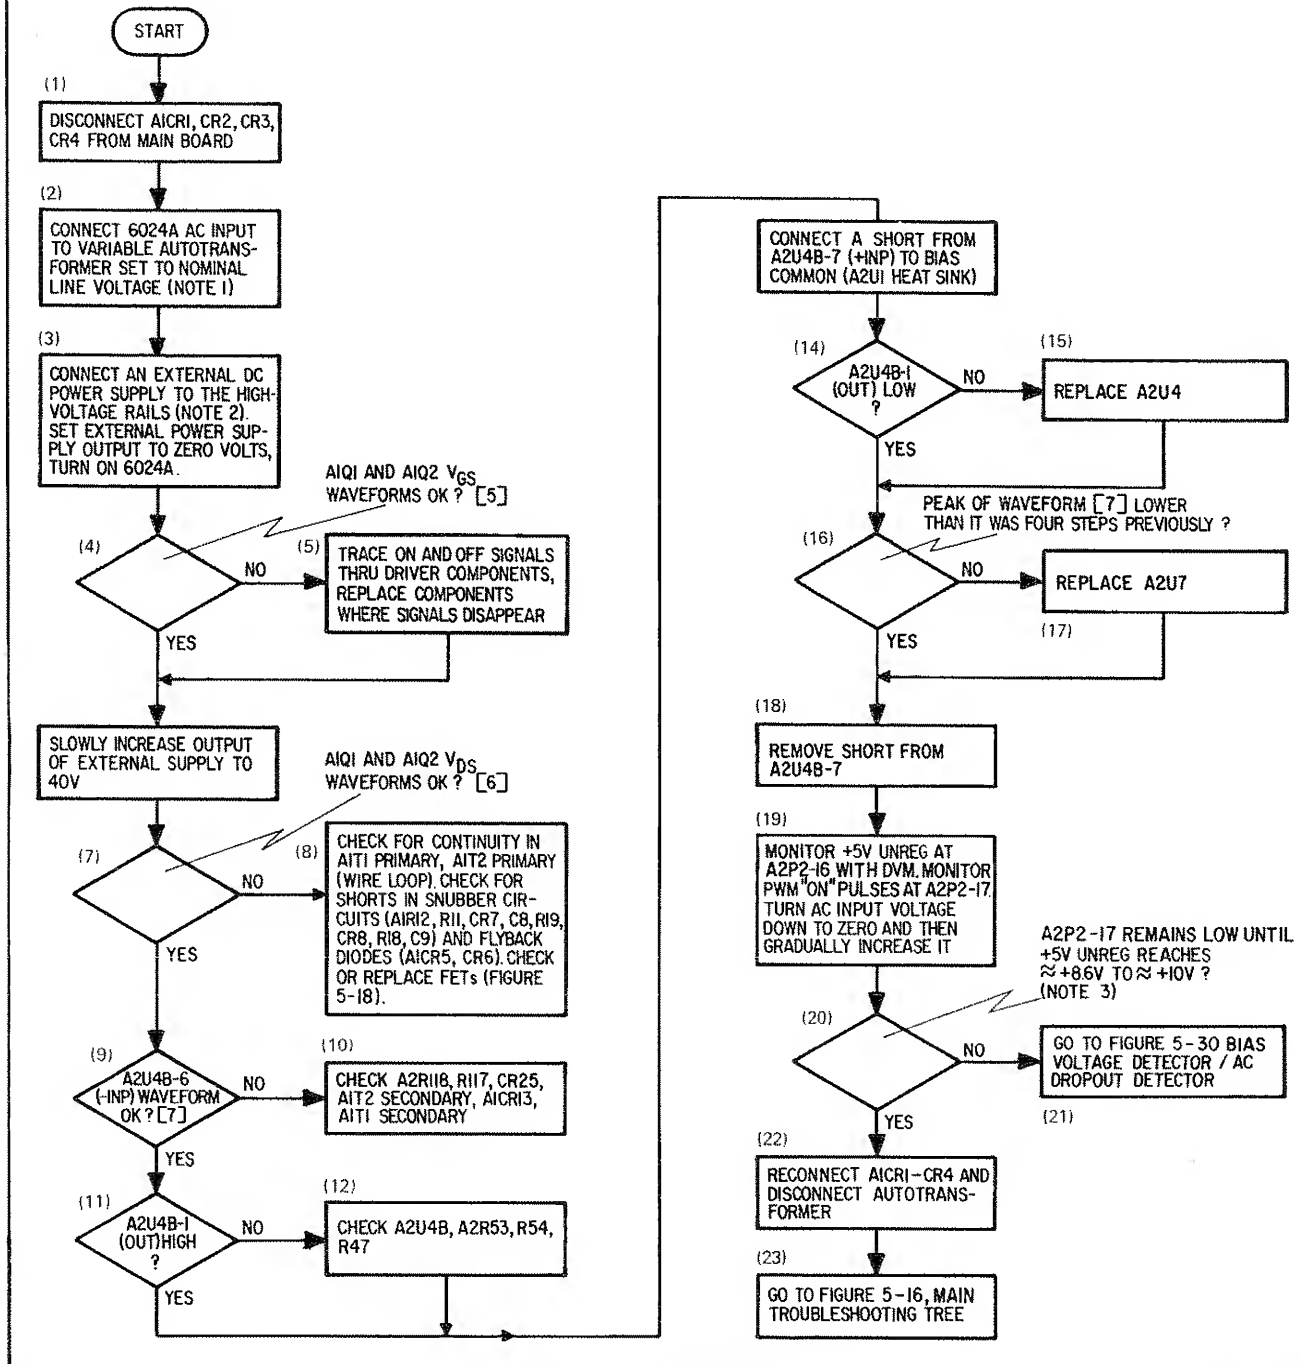 START
(1)
DISCONNECT A1CR1, CR2, CR3,
CR4 FROM MAIN BOARD
(2)
CONNECT 6024A AC INPUT
TO VARIABLE AUTOTRANS-
FORMER SET TO NOMINAL
LINE VOLTAGE (NOTE 1)
(3)
CONNECT AN EXTERNAL DC
POWER SUPPLY TO THE HIGH-
VOLTAGE RAILS (NOTE 2).
SET EXTERNAL POWER SUP-
PLY OUTPUT TO ZERO VOLTS,
TURN ON 6024A.
A1Q1 AND A1Q2 VGS
WAVEFORMS OK ? [5]
(4)
NO
YES
(5)
TRACE ON AND OFF SIGNALS
THRU DRIVER COMPONENTS,
REPLACE COMPONENTS
WHERE SIGNALS DISAPPEAR
SLOWLY INCREASE OUTPUT
OF EXTERNAL SUPPLY TO
40V
A1Q1 AND A1Q2 VDS
WAVEFORMS OK ? [6]
(7)
NO
YES
(8)
CHECK FOR CONTINUITY IN
A1T1 PRIMARY, A1T2 PRIMARY
(WIRE LOOP). CHECK FOR
SHORTS IN SNUBBER CIR-
CUITS (A1R12, R11, CR7, C8, R19,
CR8, R18, C9) AND FLYBACK
DIODES (A1CR5, CR6). CHECK
OR REPLACE FETs (FIGURE
5-18).
(9)
A2U4B-6
(-INP) WAVEFORM
OK? [7]
NO
YES
(10)
CHECK A2R118, R117, CR25,
A1T2 SECONDARY, A1CR13,
A1T1 SECONDARY
(11)
A2U4B-1
(OUT) HIGH
?
NO
YES
(12)
CHECK A2U4B, A2R53, R54,
R47
CONNECT A SHORT FROM
A2U4B-7 (+INP) TO BIAS
COMMON (A2U1 HEAT SINK)
(14)
A2U4B-1
(OUT) LOW
?
NO
YES
(15)
REPLACE A2U4
PEAK OF WAVEFORM [7] LOWER
THAN IT WAS FOUR STEPS PREVIOUSLY ?
(16)
NO
YES
REPLACE A2U7
(17)
(18)
REMOVE SHORT FROM
A2U4B-7
(19)
MONITOR +5V UNREG AT
A2P2-16 WITH DVM. MONITOR
PWM "ON" PULSES AT A2P2-17.
TURN AC INPUT VOLTAGE
DOWN TO ZERO AND THEN
GRADUALLY INCREASE IT
A2P2-17 REMAINS LOW UNTIL
+5V UNREG REACHES
≈ +8.6V TO ≈ +10V ?
(NOTE 3)
(20)
NO
YES
GO TO FIGURE 5-30 BIAS
VOLTAGE DETECTOR / AC
DROPOUT DETECTOR
(21)
(22)
RECONNECT A1CR1-CR4 AND
DISCONNECT AUTOTRANS-
FORMER
(23)
GO TO FIGURE 5-16, MAIN
TROUBLESHOOTING TREE